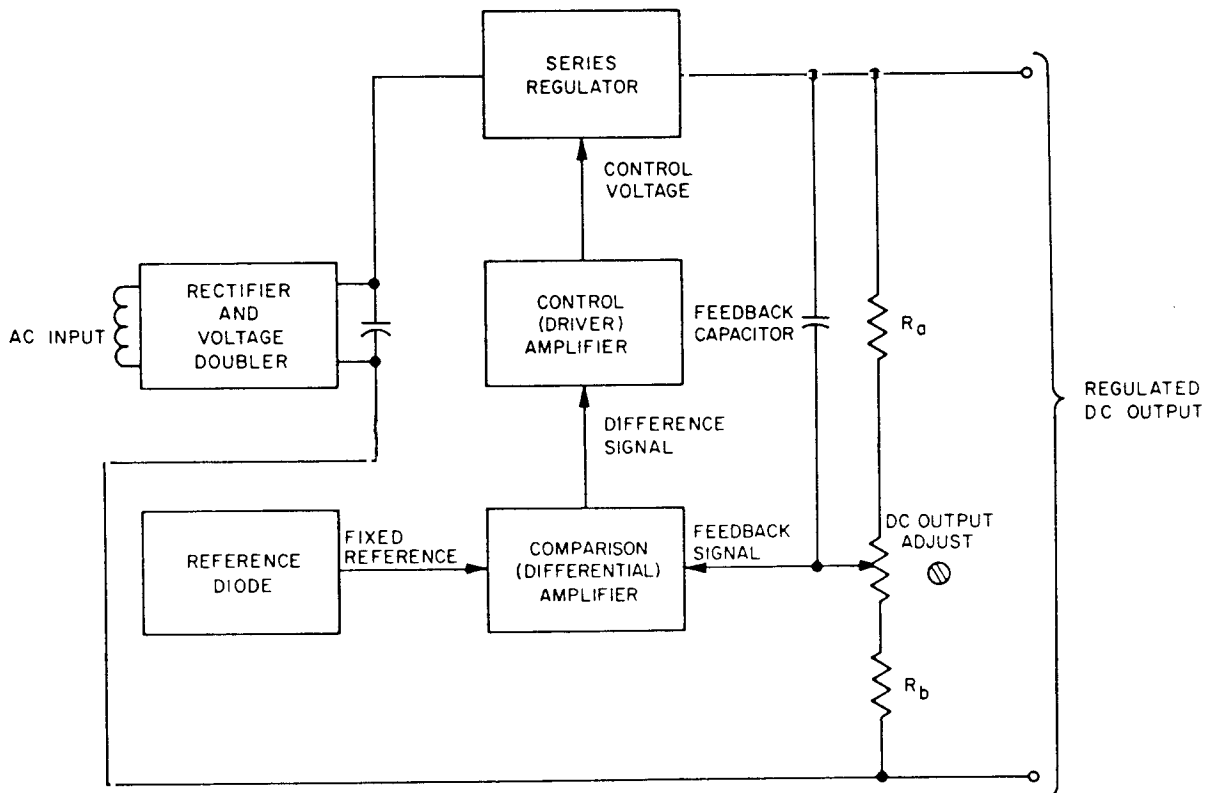 SERIES
REGULATOR
CONTROL
VOLTAGE
RECTIFIER
AND
VOLTAGE
DOUBLER
AC INPUT
CONTROL
(DRIVER)
AMPLIFIER
FEEDBACK
CAPACITOR
Ra
REGULATED
DC OUTPUT
DIFFERENCE
SIGNAL
REFERENCE
DIODE
FIXED
REFERENCE
COMPARISON
(DIFFERENTIAL)
AMPLIFIER
FEEDBACK
SIGNAL
DC OUTPUT
ADJUST
Rb